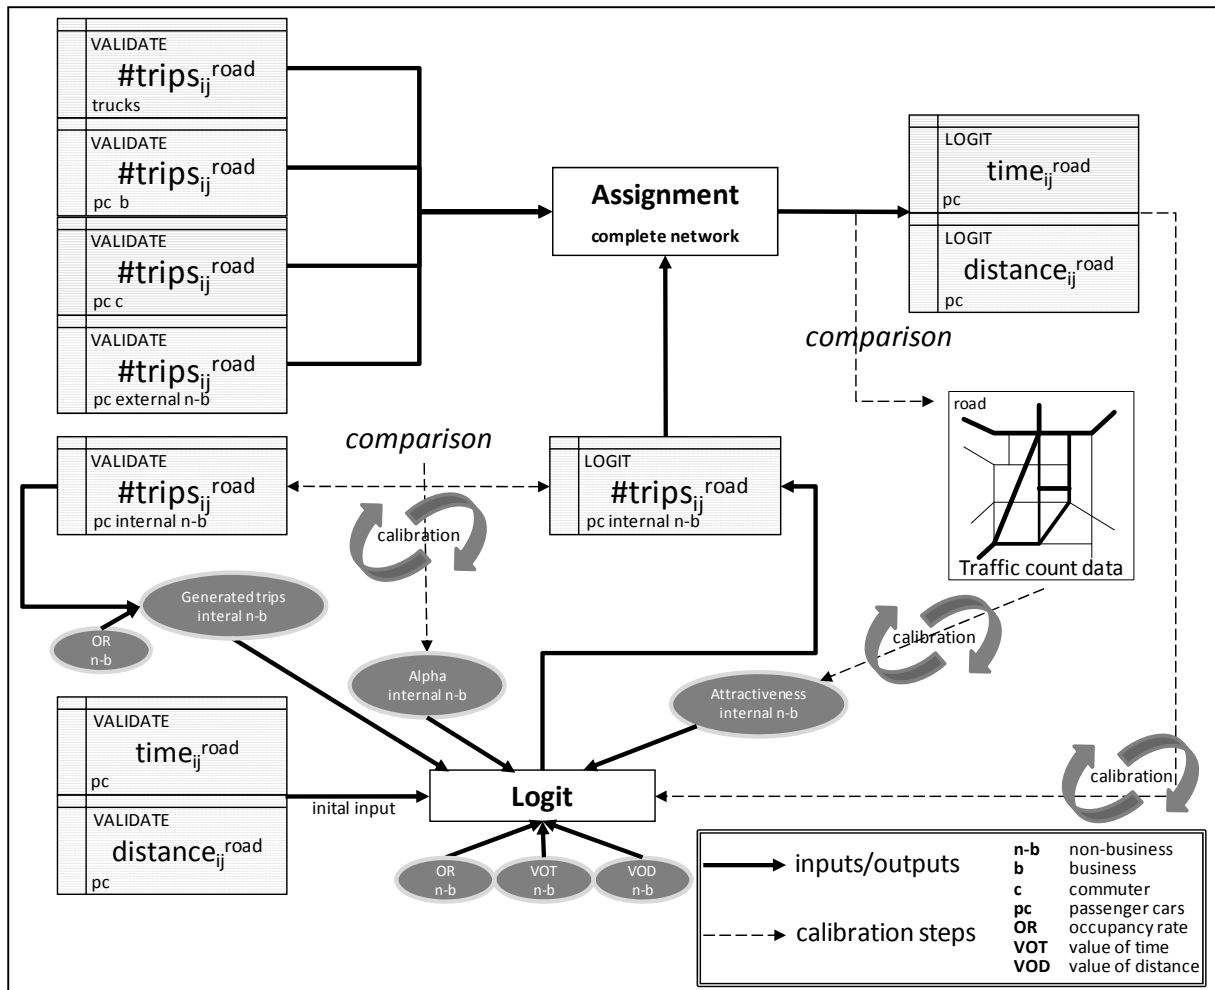 VALIDATE
#trips_ij^road
trucks
VALIDATE
#trips_ij^road
pc b
VALIDATE
#trips_ij^road
pc c
VALIDATE
#trips_ij^road
pc external n-b
Assignment
complete network
LOGIT
time_ij^road
pc
LOGIT
distance_ij^road
pc
comparison
road
Traffic count data
VALIDATE
#trips_ij^road
pc internal n-b
comparison
calibration
LOGIT
#trips_ij^road
pc internal n-b
Generated trips
interal n-b
OR
n-b
Alpha
internal n-b
Attractiveness
internal n-b
calibration
VALIDATE
time_ij^road
pc
VALIDATE
distance_ij^road
pc
inital input
Logit
calibration
OR
n-b
VOT
n-b
VOD
n-b
inputs/outputs
calibration steps
n-b non-business
b business
c commuter
pc passenger cars
OR occupancy rate
VOT value of time
VOD value of distance